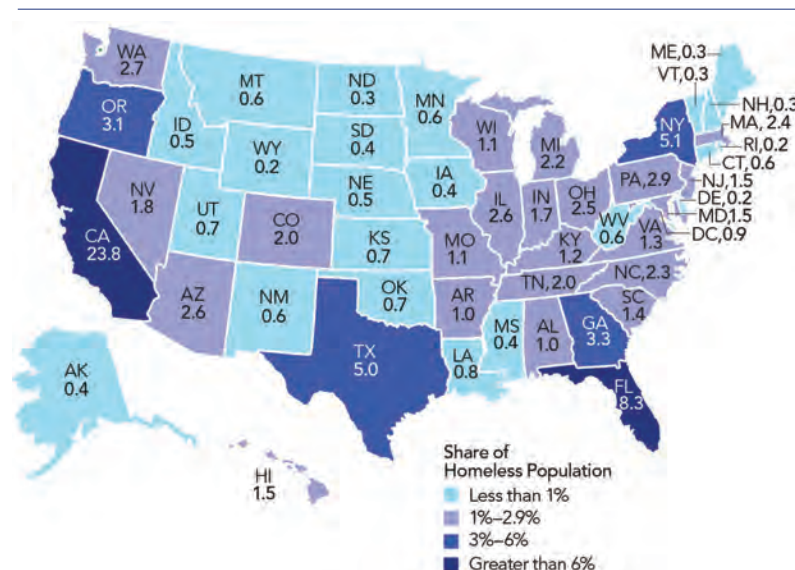 WA
2.7
OR
3.1
CA
23.8
NV
1.8
ID
0.5
MT
0.6
WY
0.2
UT
0.7
AZ
2.6
CO
2.0
NM
0.6
ND
0.3
SD
0.4
NE
0.5
KS
0.7
OK
0.7
TX
5.0
MN
0.6
IA
0.4
MO
1.1
AR
1.0
LA
0.8
WI
1.1
IL
2.6
MI
2.2
IN
1.7
OH
2.5
KY
1.2
TN, 2.0
MS
0.4
AL
1.0
GA
3.3
FL
8.3
SC
1.4
NC, 2.3
VA
1.3
WV
0.6
PA, 2.9
NY
5.1
ME, 0.3
VT, 0.3
NH, 0.3
MA, 2.4
RI, 0.2
CT, 0.6
NJ, 1.5
DE, 0.2
MD, 1.5
DC, 0.9
AK
0.4
HI
1.5
Share of
Homeless Population
Less than 1%
1%–2.9%
3%–6%
Greater than 6%